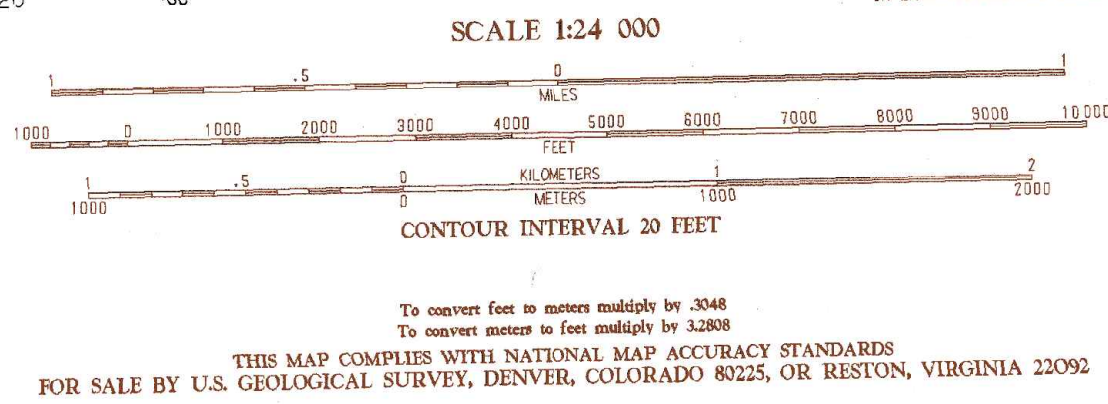 SCALE 1:24 000
1 .5 0 1
MILES
1000 0 1000 2000 3000 4000 5000 6000 7000 8000 9000 10000
FEET
1 .5 0 KILOMETERS 1 2
1000 0 METERS 1000 2000
CONTOUR INTERVAL 20 FEET
To convert feet to meters multiply by .3048
To convert meters to feet multiply by 3.2808
THIS MAP COMPLIES WITH NATIONAL MAP ACCURACY STANDARDS
FOR SALE BY U.S. GEOLOGICAL SURVEY, DENVER, COLORADO 80225, OR RESTON, VIRGINIA 22092